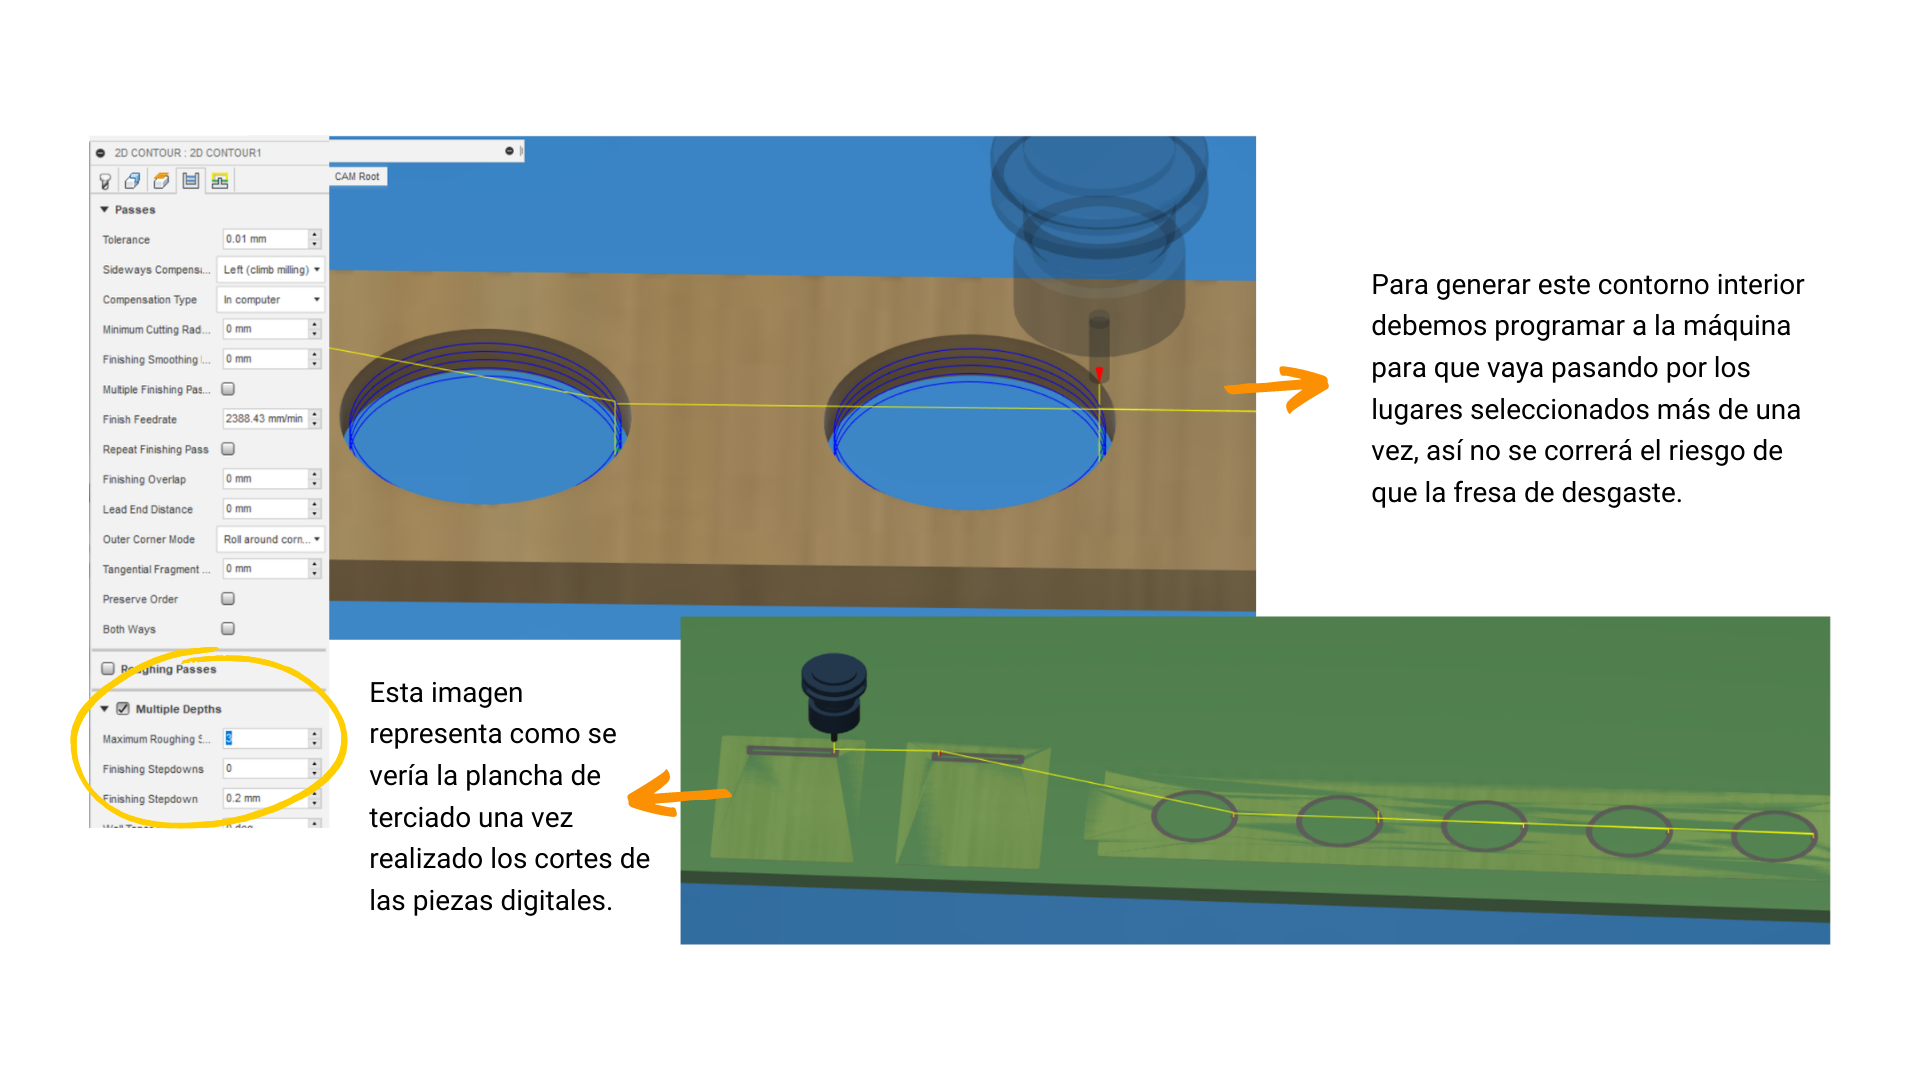 2D CONTOUR : 2D CONTOUR1
CAM Root
Passes
Tolerance 0.01 mm
Sideways Compensa... Left (climb milling)
Compensation Type In computer
Minimum Cutting Rad... 0 mm
Finishing Smoothing 0 mm
Multiple Finishing Pas...
Finish Feedrate 2388.43 mm/min
Repeat Finishing Pass
Finishing Overlap 0 mm
Lead End Distance 0 mm
Outer Corner Mode Roll around corn...
Tangential Fragment ... 0 mm
Preserve Order
Both Ways
Roughing Passes
Multiple Depths
Maximum Roughing S... 3
Finishing Stepdowns 0
Finishing Stepdown 0.2 mm
Para generar este contorno interior
debemos programar a la máquina
para que vaya pasando por los
lugares seleccionados más de una
vez, así no se correrá el riesgo de
que la fresa de desgaste.
Esta imagen
representa como se
vería la plancha de
terciado una vez
realizado los cortes de
las piezas digitales.